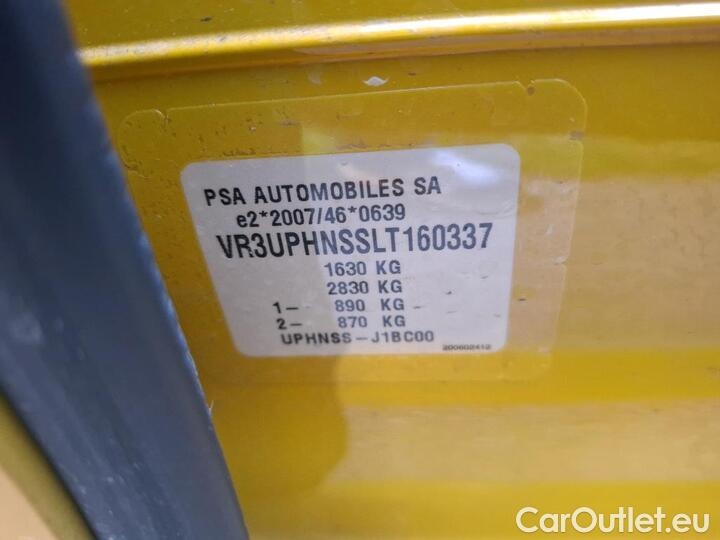 PSA AUTOMOBILES SA
e2*2007/46*0639
VR3UPHNSSLT160337
1630 KG
2830 KG
1- 890 KG
2- 870 KG
UPHNSS-J1BC00
200602412
CarOutlet.eu